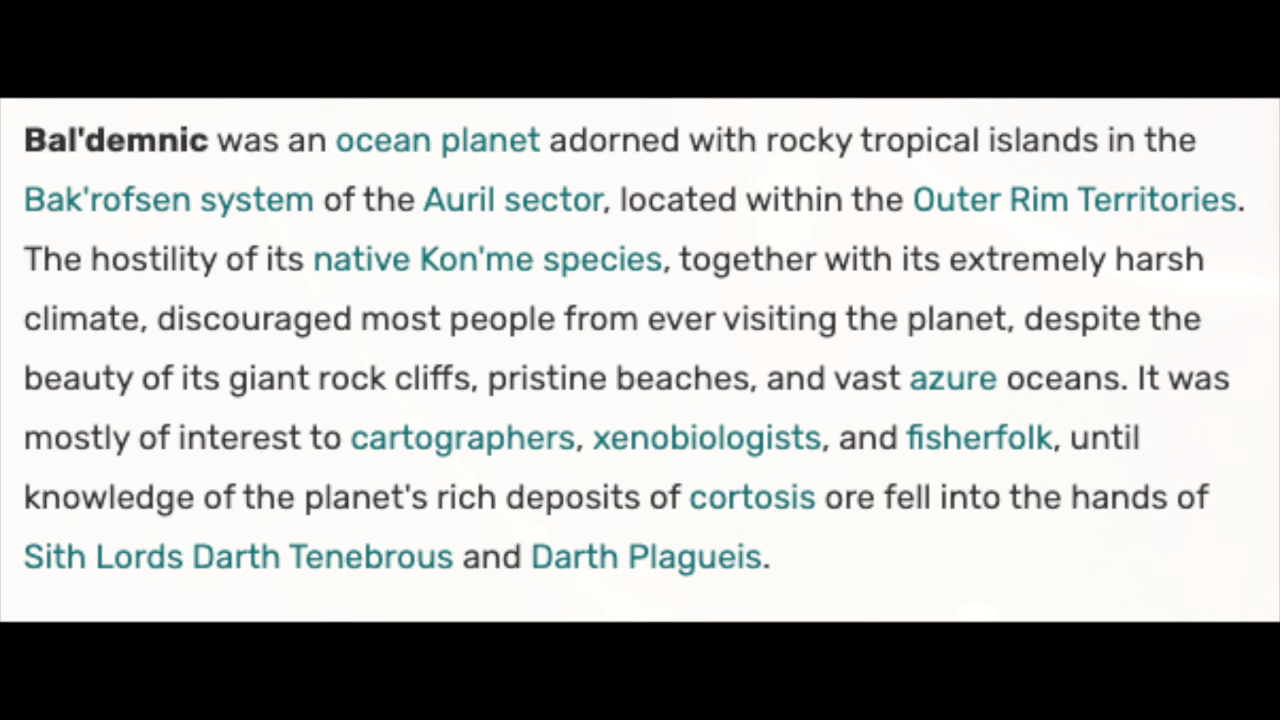 Bal'demnic was an ocean planet adorned with rocky tropical islands in the
Bak'rofsen system of the Auril sector, located within the Outer Rim Territories.
The hostility of its native Kon'me species, together with its extremely harsh
climate, discouraged most people from ever visiting the planet, despite the
beauty of its giant rock cliffs, pristine beaches, and vast azure oceans. It was
mostly of interest to cartographers, xenobiologists, and fisherfolk, until
knowledge of the planet's rich deposits of cortosis ore fell into the hands of
Sith Lords Darth Tenebrous and Darth Plagueis.